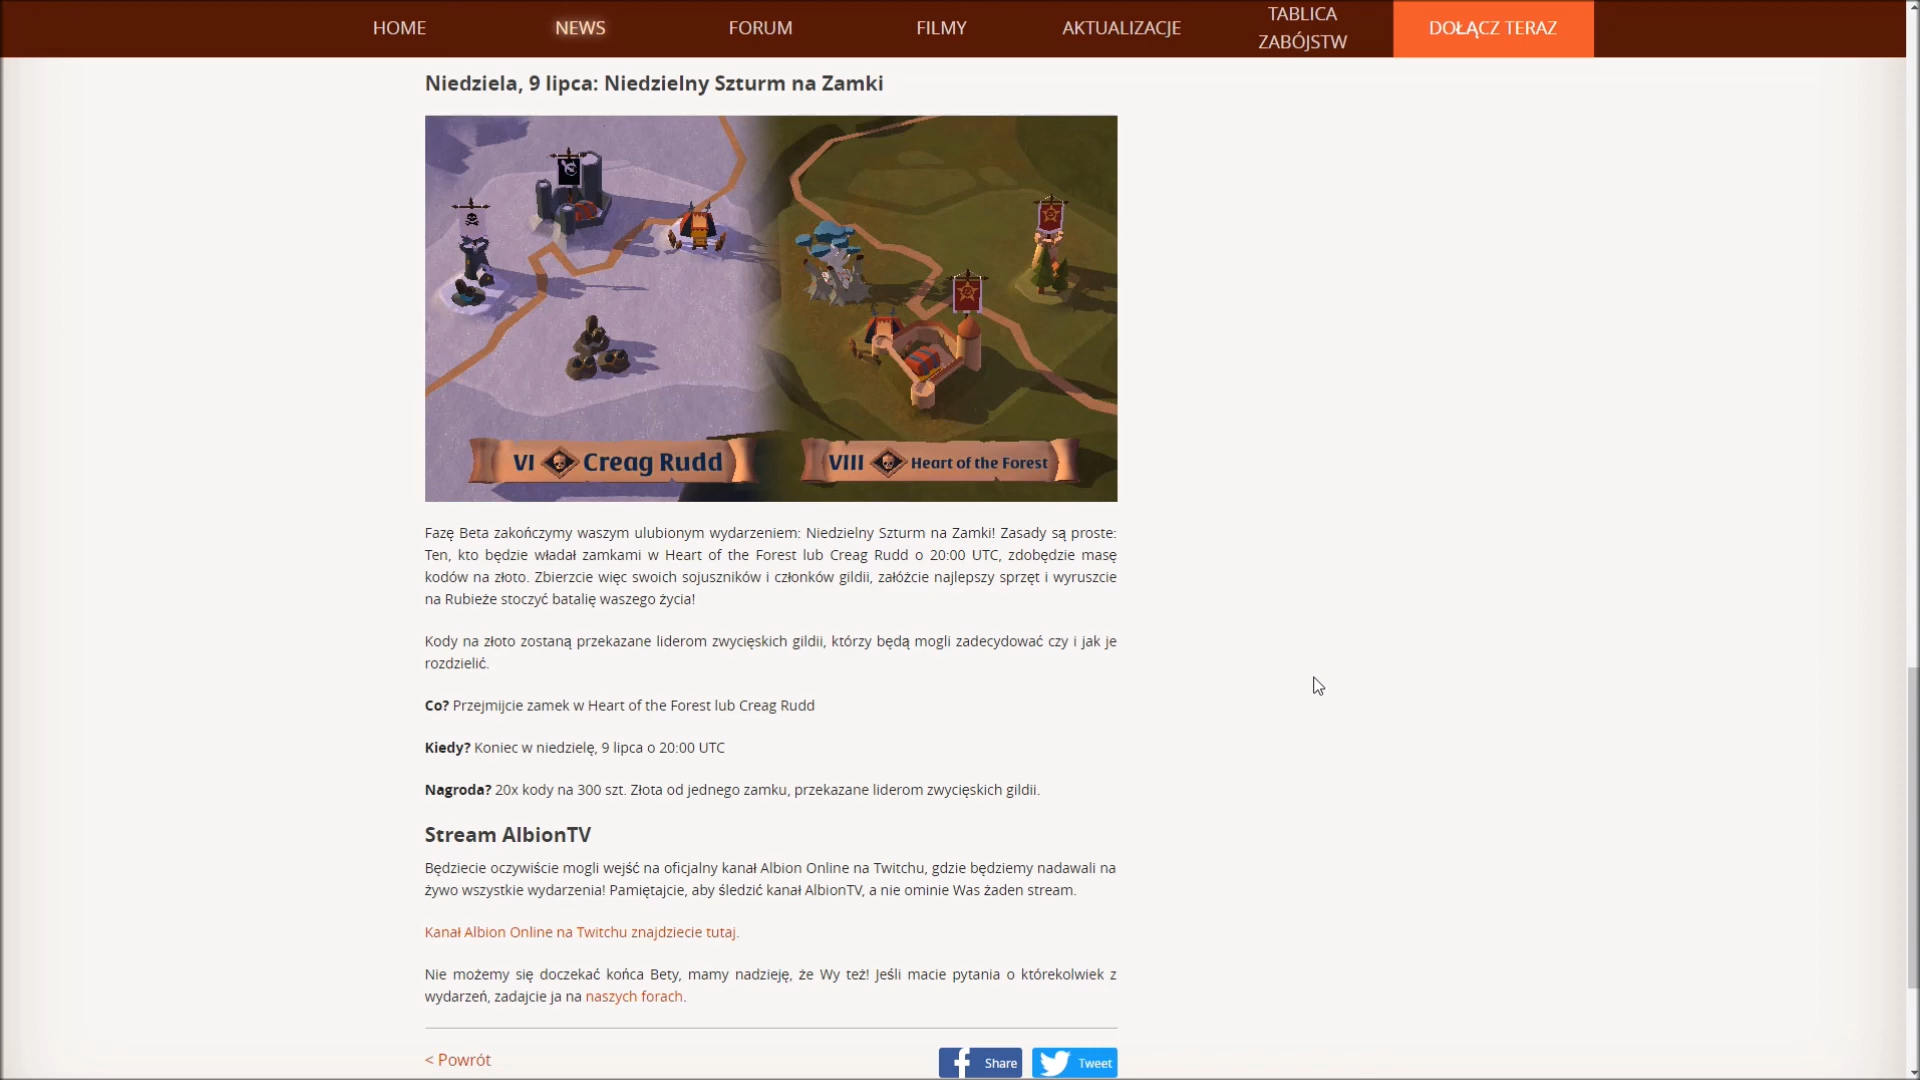 HOME
NEWS
FORUM
FILMY
AKTUALIZACJE
TABLICA
ZABÓJSTW
DOŁĄCZ TERAZ
Niedziela, 9 lipca: Niedzielny Szturm na Zamki
VI Creag Rudd
VIII Heart of the Forest
Fazę Beta zakończymy waszym ulubionym wydarzeniem: Niedzielny Szturm na Zamki! Zasady są proste:
Ten, kto będzie władał zamkami w Heart of the Forest lub Creag Rudd o 20:00 UTC, zdobędzie masę
kodów na złoto. Zbierzcie więc swoich sojuszników i członków gildii, załóżcie najlepszy sprzęt i wyruszcie
na Rubieże stoczyć batalię waszego życia!
Kody na złoto zostaną przekazane liderom zwycięskich gildii, którzy będą mogli zadecydować czy i jak je
rozdzielić.
Co? Przejmijcie zamek w Heart of the Forest lub Creag Rudd
Kiedy? Koniec w niedzielę, 9 lipca o 20:00 UTC
Nagroda? 20x kody na 300 szt. Złota od jednego zamku, przekazane liderom zwycięskich gildii.
Stream AlbionTV
Będziecie oczywiście mogli wejść na oficjalny kanał Albion Online na Twitchu, gdzie będziemy nadawali na
żywo wszystkie wydarzenia! Pamiętajcie, aby śledzić kanał AlbionTV, a nie ominie Was żaden stream.
Kanał Albion Online na Twitchu znajdziecie tutaj.
Nie możemy się doczekać końca Bety, mamy nadzieję, że Wy też! Jeśli macie pytania o którekolwiek z
wydarzeń, zadajcie ja na naszych forach.
< Powrót
Share
Tweet